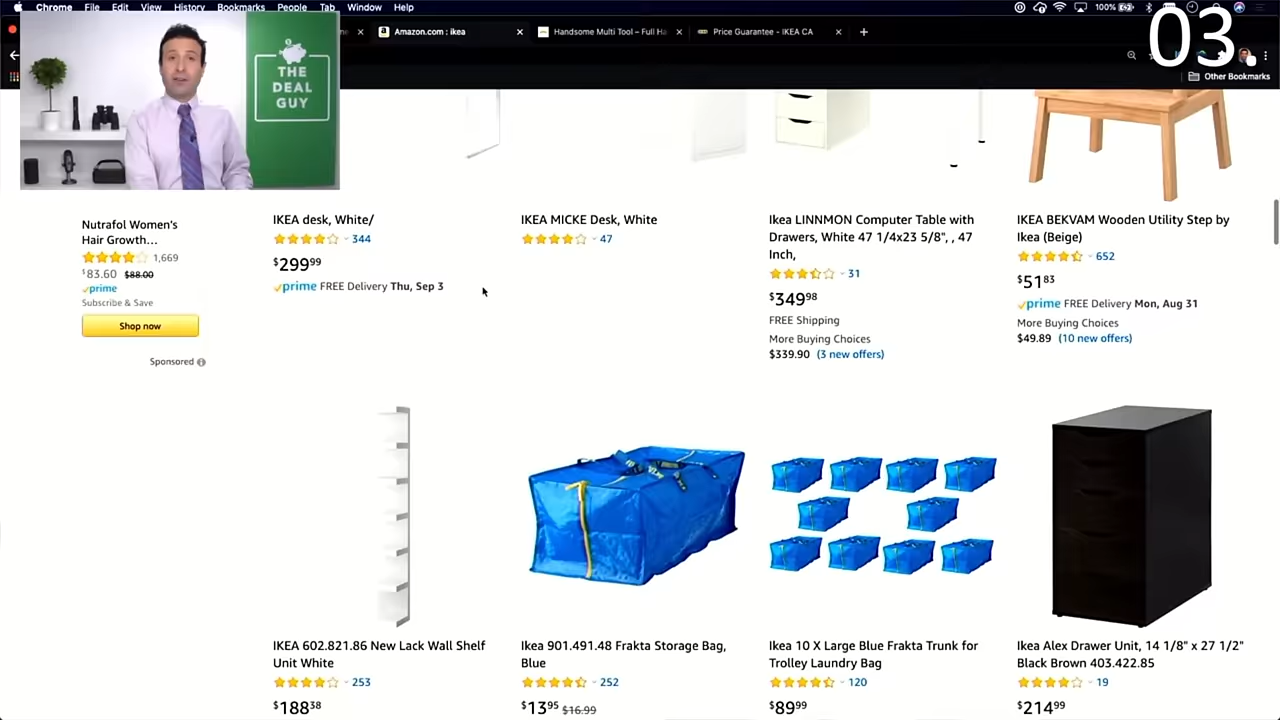 Chrome File Edit View History Bookmarks People Tab Window Help
100%
03.
Amazon.com : ikea
Handsome Multi Tool – Full Ha
Price Guarantee - IKEA CA
Other Bookmarks
THE
DEAL
GUY
Nutrafol Women's
Hair Growth…
1,669
$83.60 $88.00
prime
Subscribe & Save
Shop now
Sponsored
IKEA desk, White/
344
$299 99
prime FREE Delivery Thu, Sep 3
IKEA MICKE Desk, White
47
Ikea LINNMON Computer Table with
Drawers, White 47 1/4x23 5/8", , 47
Inch,
31
$349 98
FREE Shipping
More Buying Choices
$339.90 (3 new offers)
IKEA BEKVAM Wooden Utility Step by
Ikea (Beige)
652
$51 83
prime FREE Delivery Mon, Aug 31
More Buying Choices
$49.89 (10 new offers)
IKEA 602.821.86 New Lack Wall Shelf
Unit White
253
$188 38
Ikea 901.491.48 Frakta Storage Bag,
Blue
252
$13 95 $16.99
Ikea 10 X Large Blue Frakta Trunk for
Trolley Laundry Bag
120
$89 99
Ikea Alex Drawer Unit, 14 1/8" x 27 1/2"
Black Brown 403.422.85
19
$214 99